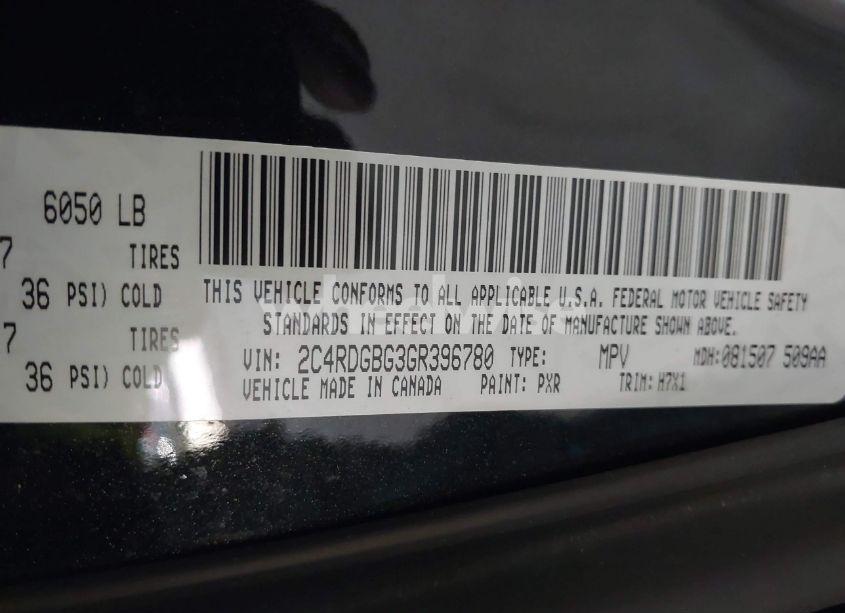 6050 LB
7 TIRES
36 PSI) COLD
7 TIRES
36 PSI) COLD
THIS VEHICLE CONFORMS TO ALL APPLICABLE U.S.A. FEDERAL MOTOR VEHICLE SAFETY
STANDARDS IN EFFECT ON THE DATE OF MANUFACTURE SHOWN ABOVE.
VIN: 2C4RDGBG3GR396780 TYPE: MPV MDH: 081507 509AA
VEHICLE MADE IN CANADA PAINT: PXR TRIM: H7X1